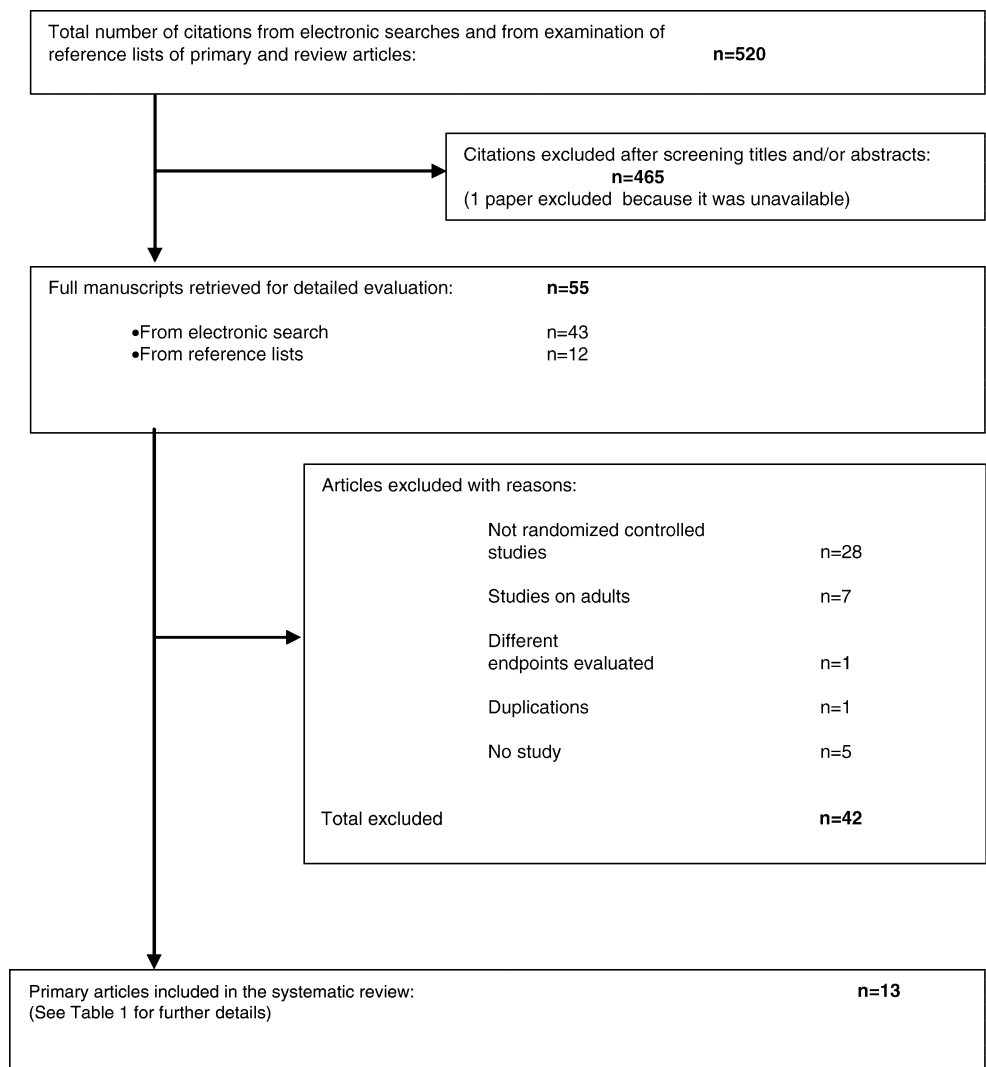 Total number of citations from electronic searches and from examination of
reference lists of primary and review articles: n=520
Citations excluded after screening titles and/or abstracts:
n=465
(1 paper excluded because it was unavailable)
Full manuscripts retrieved for detailed evaluation: n=55
•From electronic search n=43
•From reference lists n=12
Articles excluded with reasons:
Not randomized controlled
studies n=28
Studies on adults n=7
Different
endpoints evaluated n=1
Duplications n=1
No study n=5
Total excluded n=42
Primary articles included in the systematic review: n=13
(See Table 1 for further details)